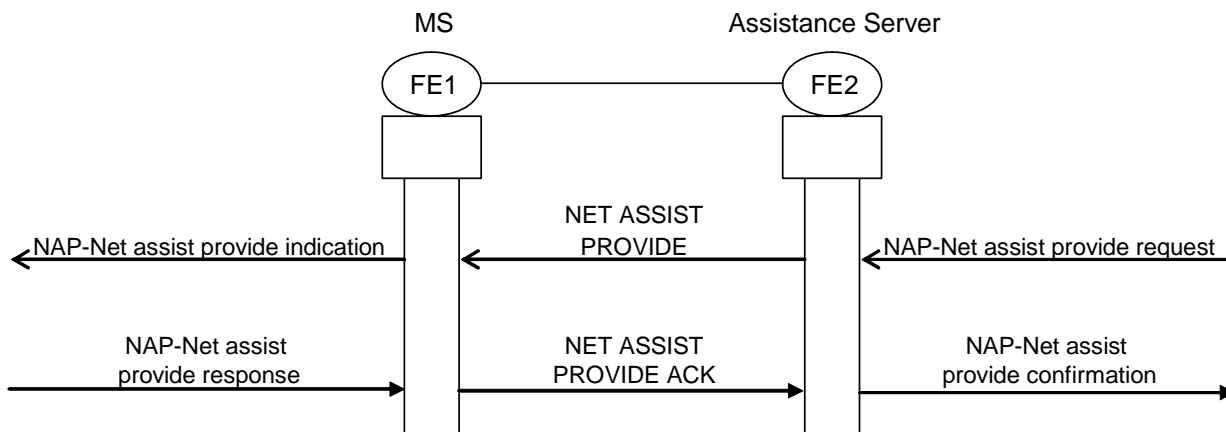 MS
Assistance Server
FE1
FE2
NET ASSIST
PROVIDE
NAP-Net assist provide indication
NAP-Net assist provide request
NAP-Net assist
provide response
NET ASSIST
PROVIDE ACK
NAP-Net assist
provide confirmation